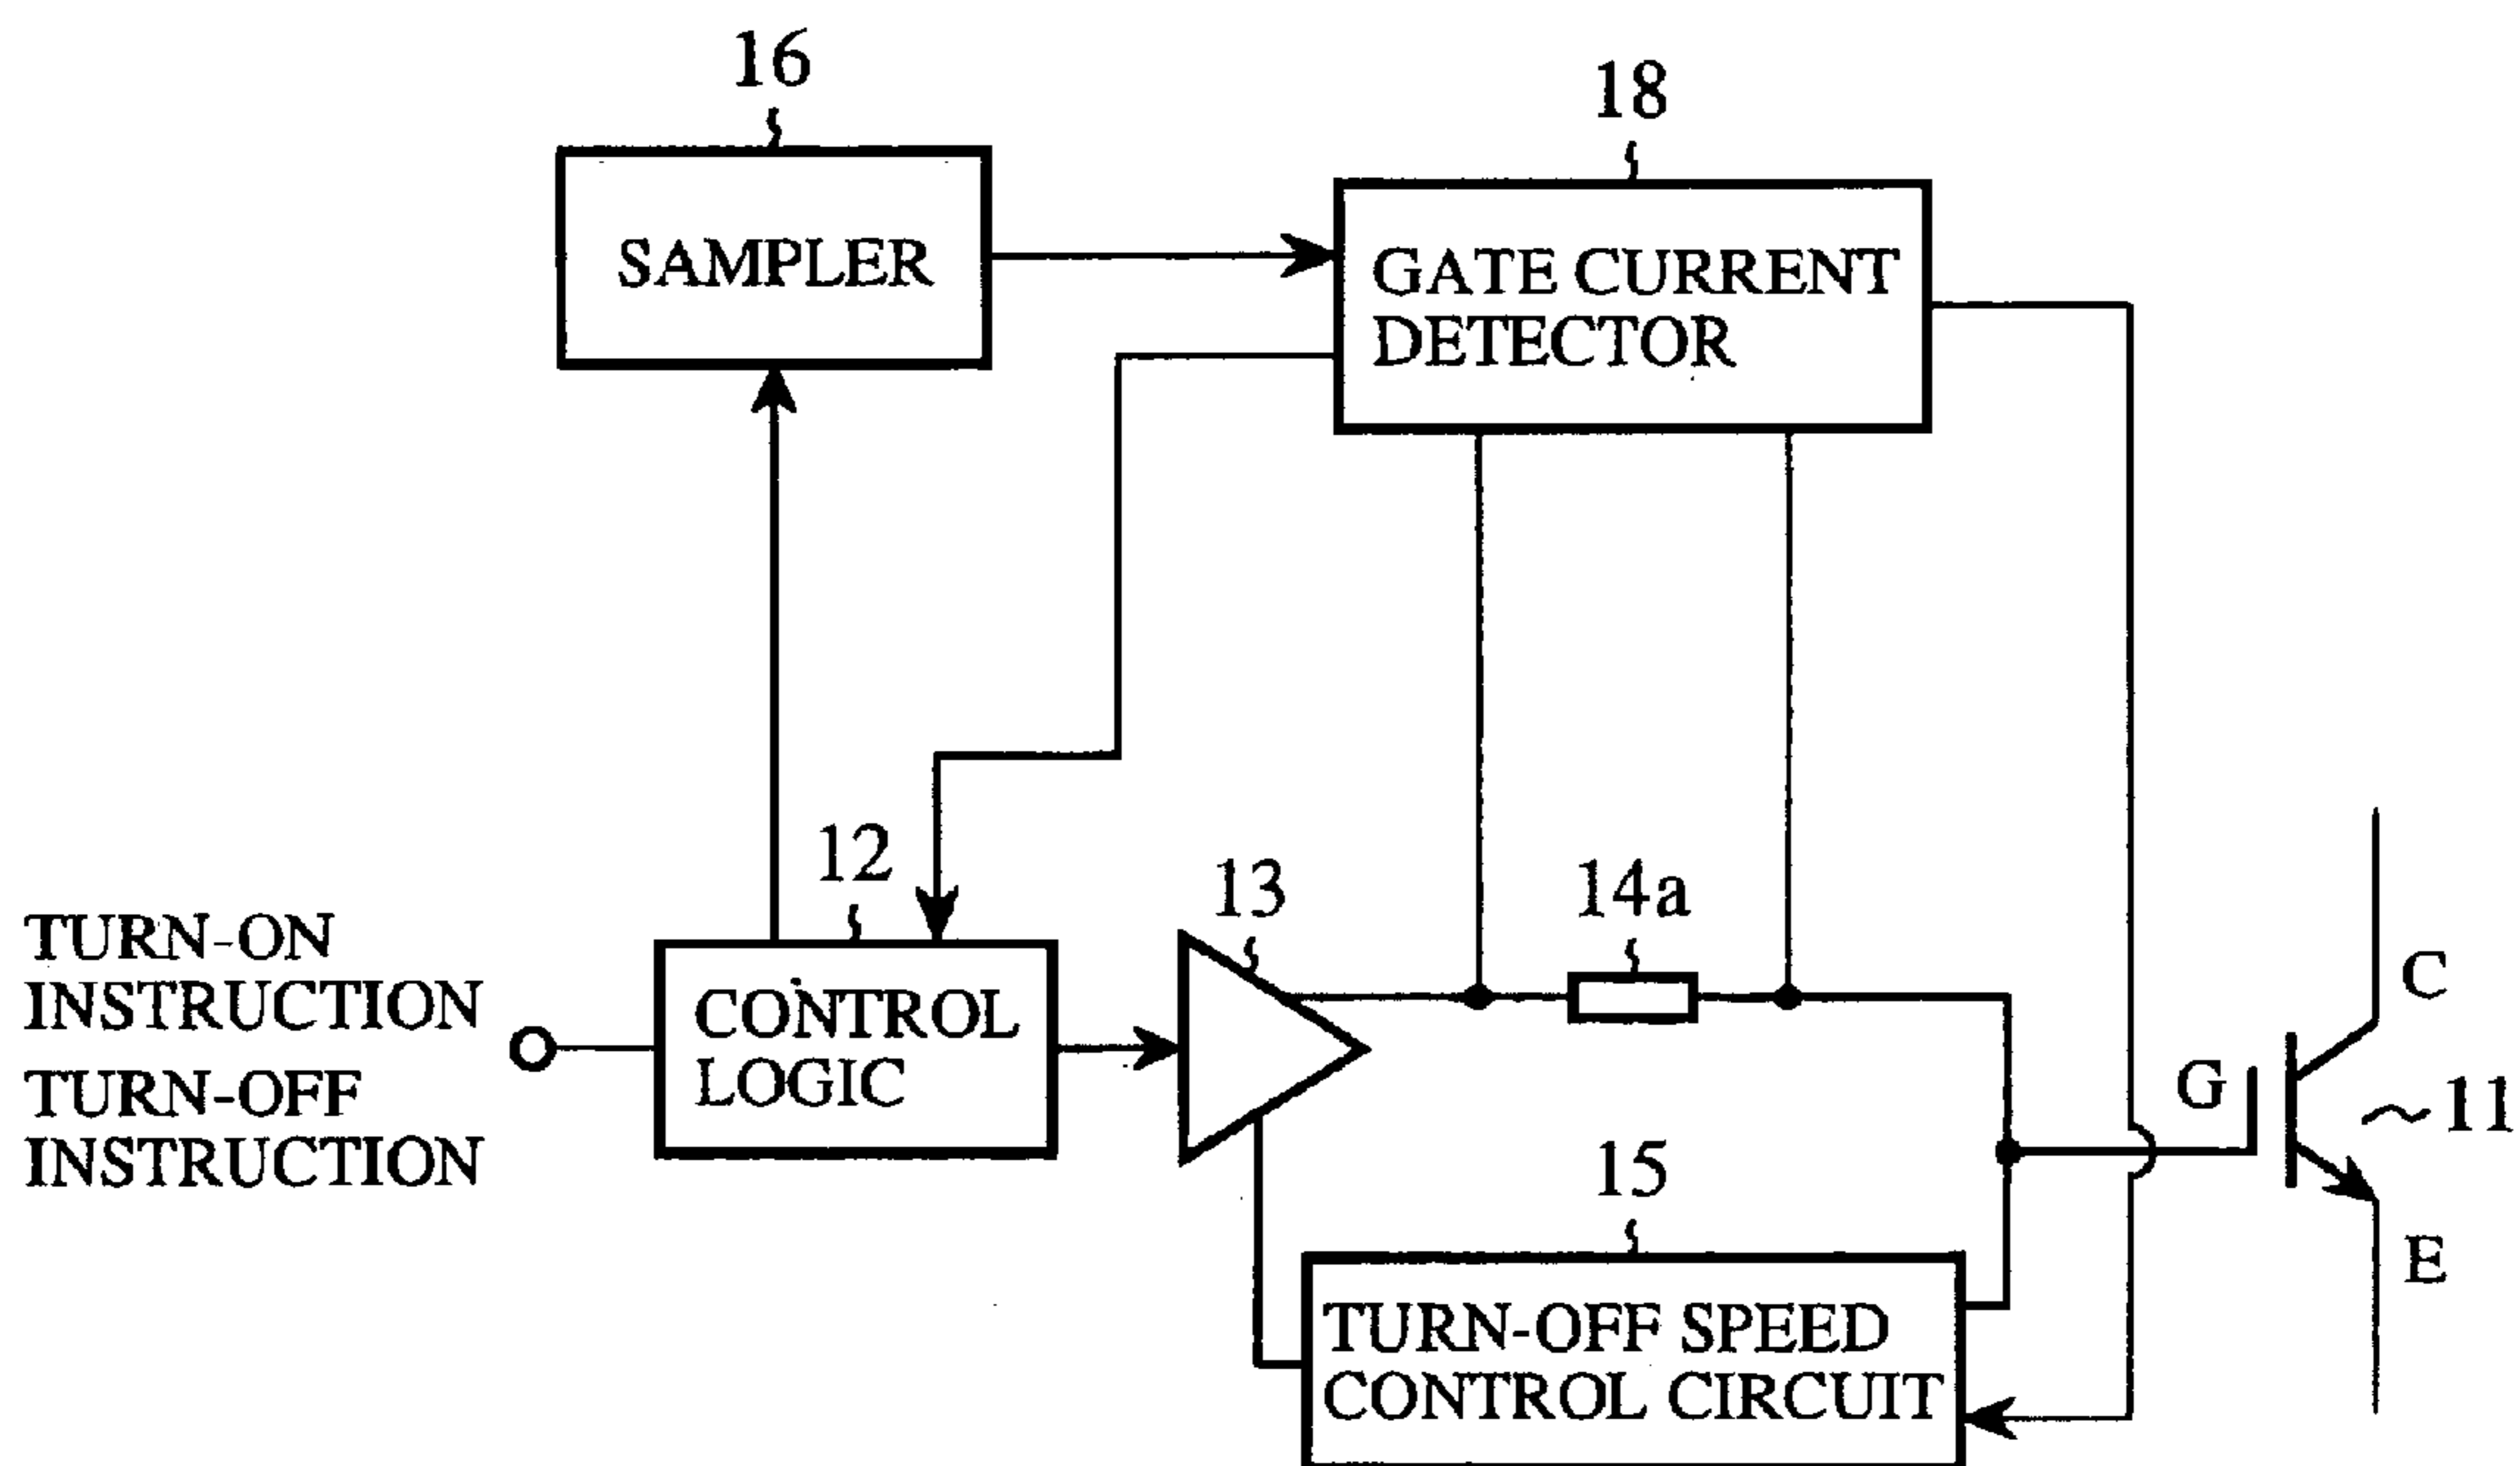 16
18
SAMPLER
GATE CURRENT
DETECTOR
12
13
14a
TURN-ON
INSTRUCTION
TURN-OFF
INSTRUCTION
CONTROL
LOGIC
C
G
11
E
15
TURN-OFF SPEED
CONTROL CIRCUIT